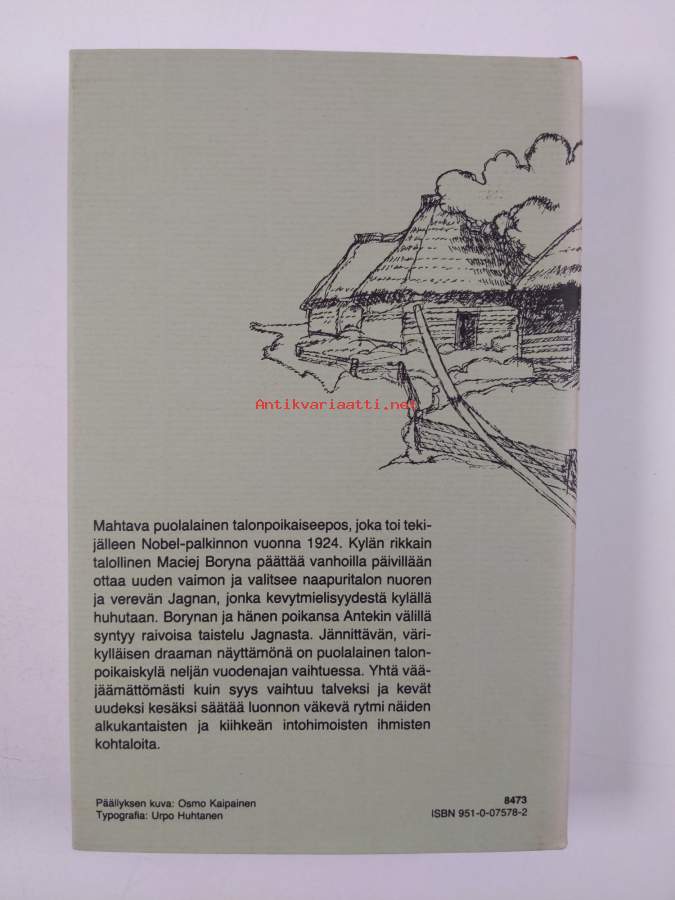 Antikvariaatti.net
Mahtava puolalainen talonpoikaiseepos, joka toi teki-
jälleen Nobel-palkinnon vuonna 1924. Kylän rikkain
talollinen Maciej Boryna päättää vanhoilla päivillään
ottaa uuden vaimon ja valitsee naapuritalon nuoren
ja verevän Jagnan, jonka kevytmielisyydestä kylällä
huhutaan. Borynan ja hänen poikansa Antekin välillä
syntyy raivoisa taistelu Jagnasta. Jännittävän, väri-
kylläisen draaman näyttämönä on puolalainen talon-
poikaiskylä neljän vuodenajan vaihtuessa. Yhtä vää-
jäämättömästi kuin syys vaihtuu talveksi ja kevät
uudeksi kesäksi säätää luonnon väkevä rytmi näiden
alkukantaisten ja kiihkeän intohimoisten ihmisten
kohtaloita.
Päällyksen kuva: Osmo Kaipainen
Typografia: Urpo Huhtanen
8473
ISBN 951-0-07578-2